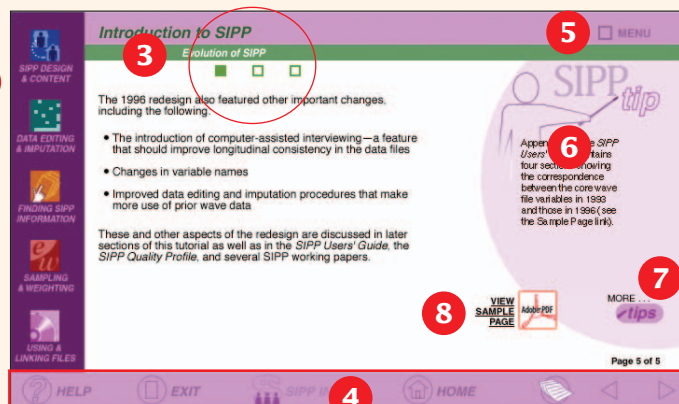 Introduction to SIPP
5
MENU
3
Evolution of SIPP
SIPP DESIGN
& CONTENT
DATA EDITING
& IMPUTATION
FINDING SIPP
INFORMATION
SAMPLING
& WEIGHTING
USING &
LINKING FILES
The 1996 redesign also featured other important changes,
including the following:
• The introduction of computer-assisted interviewing—a feature
that should improve longitudinal consistency in the data files
• Changes in variable names
• Improved data editing and imputation procedures that make
more use of prior wave data
These and other aspects of the redesign are discussed in later
sections of this tutorial as well as in the SIPP Users' Guide, the
SIPP Quality Profile, and several SIPP working papers.
SIPP
tip
6
SIPP
Users'
four
showing
the correspondence
between the core wave
file variables in 1993
and those in 1996 (see
the Sample Page link).
7
8
VIEW
SAMPLE
PAGE
Adobe PDF
MORE . . .
tips
Page 5 of 5
HELP
EXIT
SIPP
4
HOME